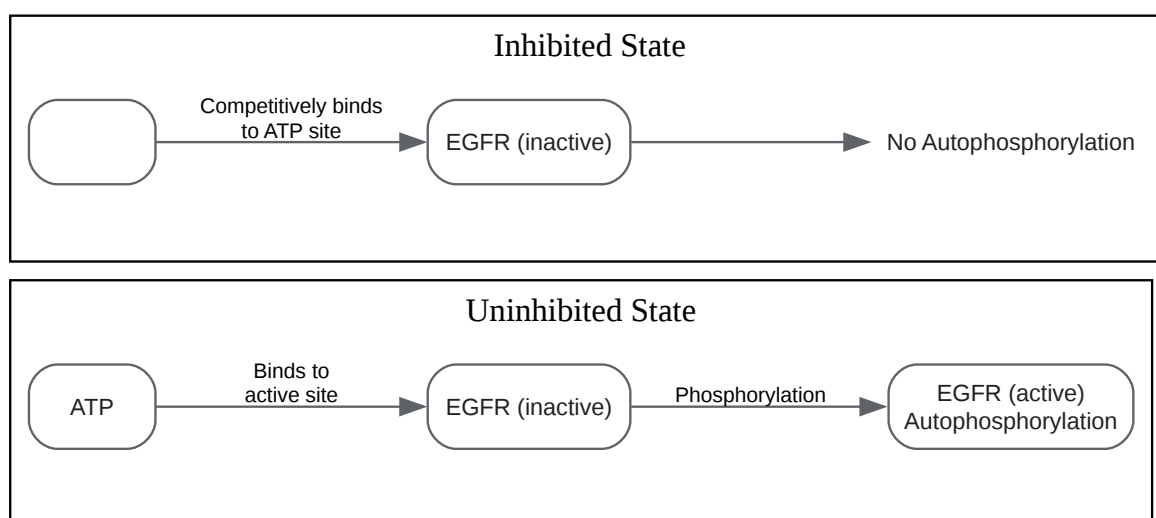 Inhibited State
Competitively binds
to ATP site
EGFR (inactive)
No Autophosphorylation
Uninhibited State
ATP
Binds to
active site
EGFR (inactive)
Phosphorylation
EGFR (active)
Autophosphorylation